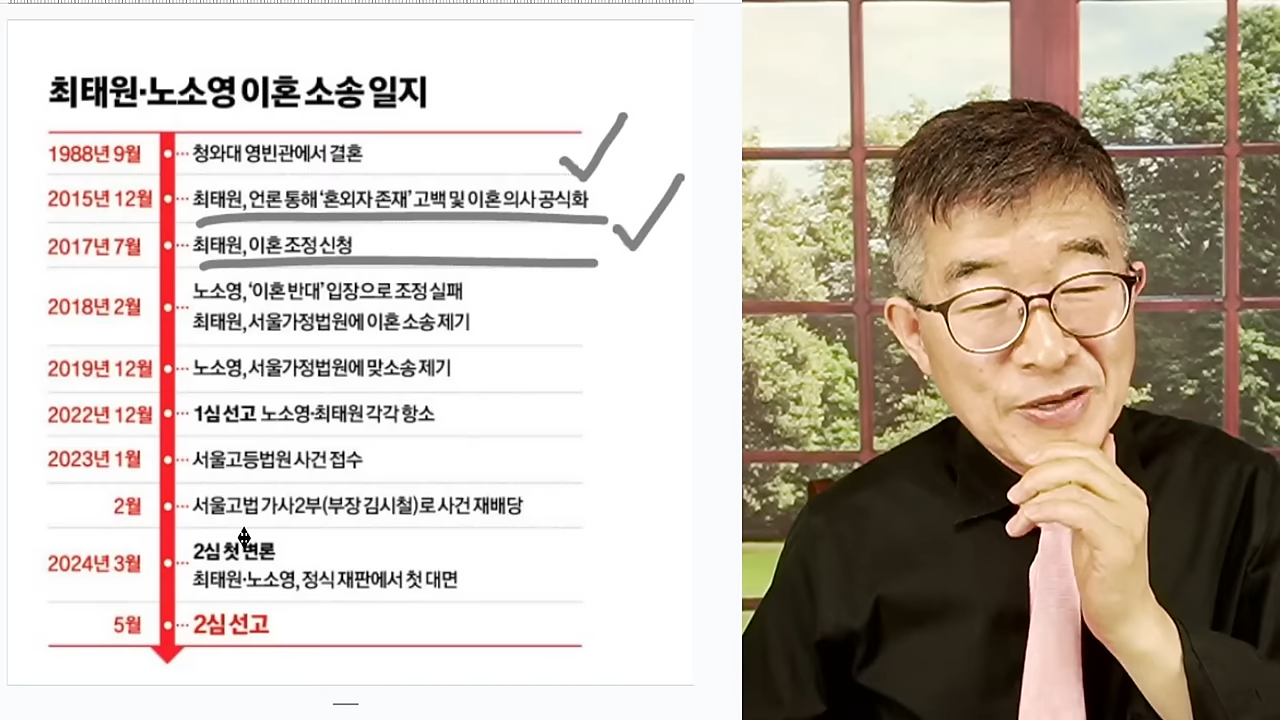 최태원·노소영 이혼 소송 일지
1988년 9월 청와대 영빈관에서 결혼
2015년 12월 최태원, 언론 통해 '혼외자 존재' 고백 및 이혼 의사 공식화
2017년 7월 최태원, 이혼 조정 신청
2018년 2월 노소영, '이혼 반대' 입장으로 조정 실패
최태원, 서울가정법원에 이혼 소송 제기
2019년 12월 노소영, 서울가정법원에 맞소송 제기
2022년 12월 1심 선고 노소영·최태원 각각 항소
2023년 1월 서울고등법원 사건 접수
2월 서울고법 가사2부(부장 김시철)로 사건 재배당
2024년 3월 2심 첫 변론
최태원·노소영, 정식 재판에서 첫 대면
5월 2심 선고